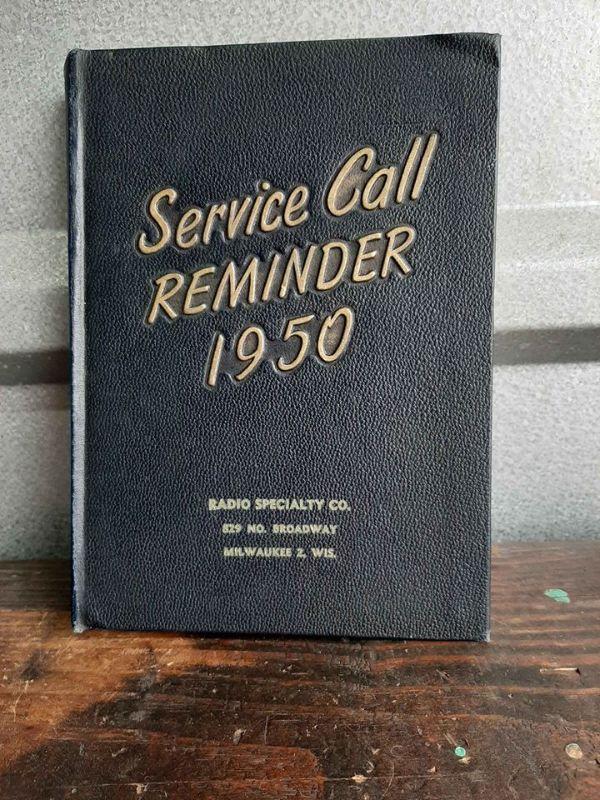 Service Call
REMINDER
1950
RADIO SPECIALTY CO.
829 NO. BROADWAY
MILWAUKEE 2, WIS.